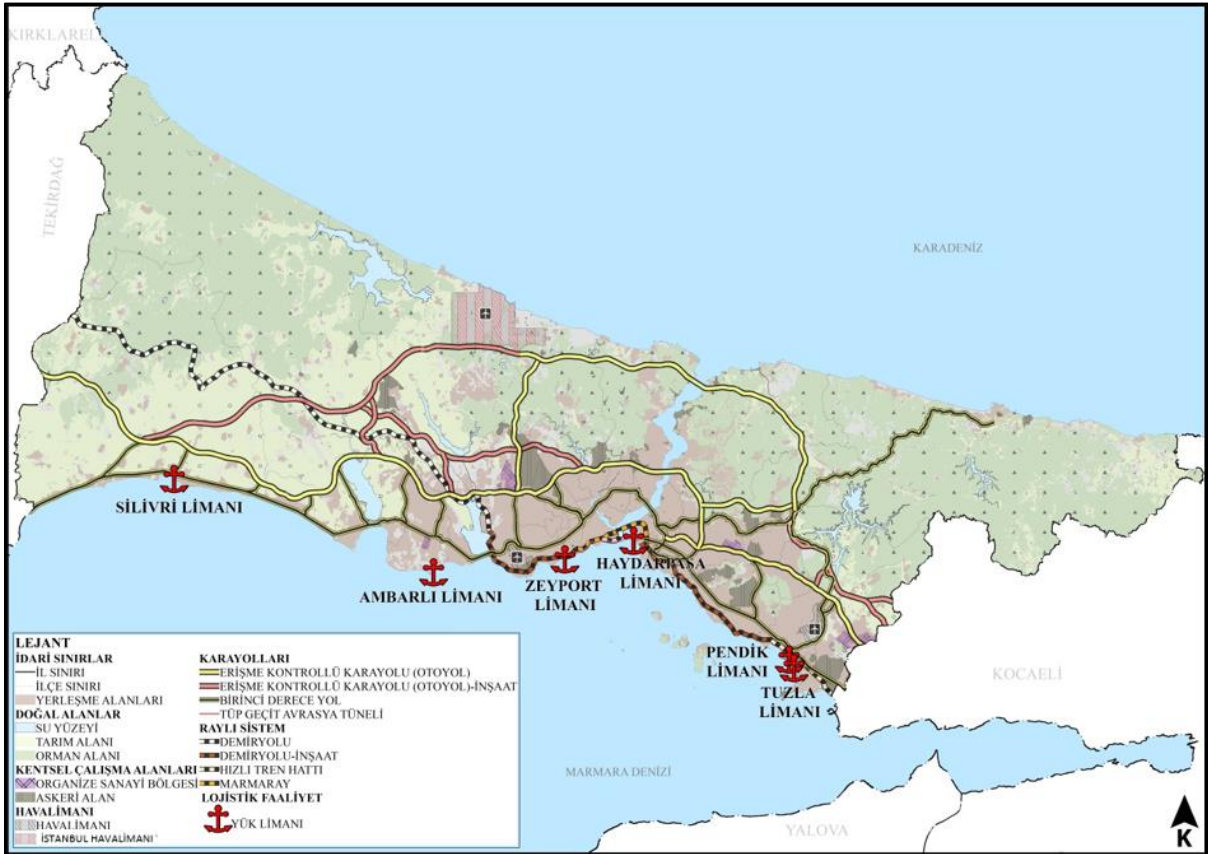 KIRKLARELİ
TEKİRDAĞ
KARADENİZ
SİLİVRİ LİMANI
AMBARLI LİMANI
ZEYPORT
LİMANI
HAYDARPAŞA
LİMANI
PENDİK
LİMANI
TUZLA
LİMANI
KOCAELİ
MARMARA DENİZİ
YALOVA
K
LEJANT
İDARİ SINIRLAR
İL SINIRI
İLÇE SINIRI
YERLEŞME ALANLARI
DOĞAL ALANLAR
SU YÜZEYİ
TARIM ALANI
ORMAN ALANI
KENTSEL ÇALIŞMA ALANLARI
ORGANİZE SANAYİ BÖLGESİ
ASKERİ ALAN
HAVALİMANI
HAVALİMANI
İSTANBUL HAVALİMANI
KARAYOLLARI
ERİŞME KONTROLLÜ KARAYOLU (OTOYOL)
ERİŞME KONTROLLÜ KARAYOLU (OTOYOL)-İNŞAAT
BİRİNCİ DERECE YOL
TÜP GEÇİT AVRASYA TÜNELİ
RAYLI SİSTEM
DEMİRYOLU
DEMİRYOLU-İNŞAAT
HIZLI TREN HATTI
MARMARAY
LOJİSTİK FAALİYET
YÜK LİMANI